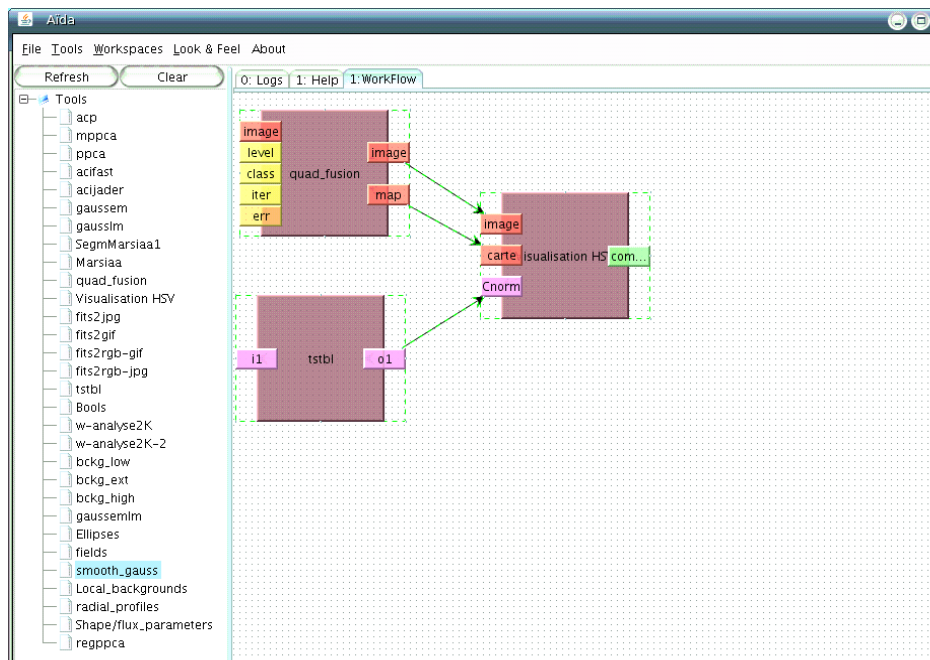 Aïda
File Tools Workspaces Look & Feel About
Refresh Clear
0: Logs 1: Help 1:WorkFlow
Tools
acp
mppca
ppca
acifast
acijader
gaussem
gausslm
SegmMarsiaa1
Marsiaa
quad_fusion
Visualisation HSV
fits2jpg
fits2gif
fits2rgb-gif
fits2rgb-jpg
tstbl
Bools
w-analyse2K
w-analyse2K-2
bckg_low
bckg_ext
bckg_high
gaussemlm
Ellipses
fields
smooth_gauss
Local_backgrounds
radial_profiles
Shape/flux_parameters
regppca
image
level
class
iter
err
quad_fusion
image
map
image
carte
Cnorm
isualisation HS
com...
i1
tstbl
o1